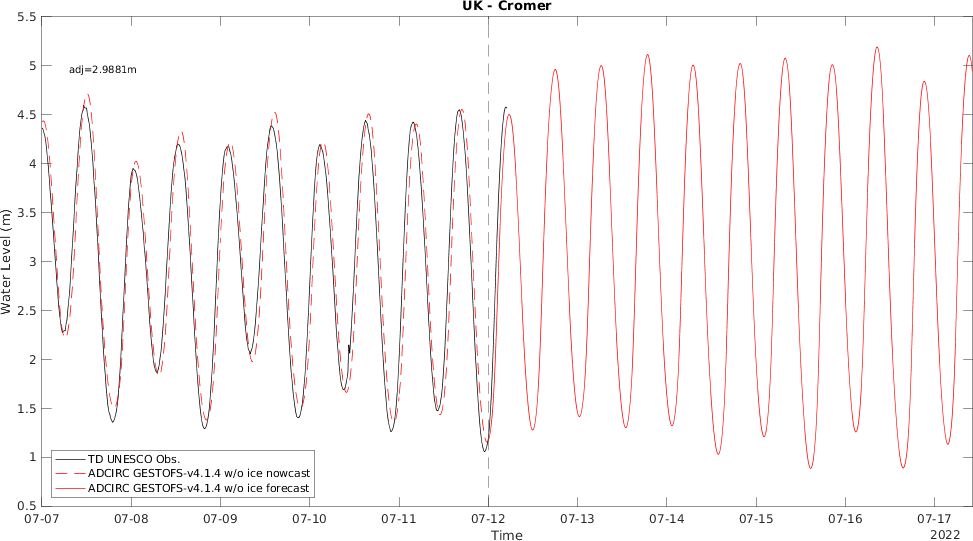 UK - Cromer
5.5
5
4.5
4
3.5
3
2.5
2
1.5
1
0.5
Water Level (m)
adj=2.9881m
TD UNESCO Obs.
ADCIRC GESTOFS-v4.1.4 w/o ice nowcast
ADCIRC GESTOFS-v4.1.4 w/o ice forecast
07-07 07-08 07-09 07-10 07-11 07-12 07-13 07-14 07-15 07-16 07-17
Time
2022